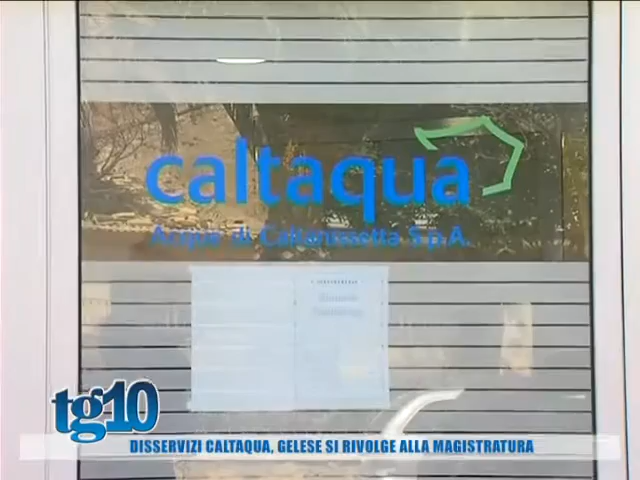 caltaqua
Acque di Caltanissetta S.p.A.
tg10
DISSERVIZI CALTAQUA, GELESE SI RIVOLGE ALLA MAGISTRATURA